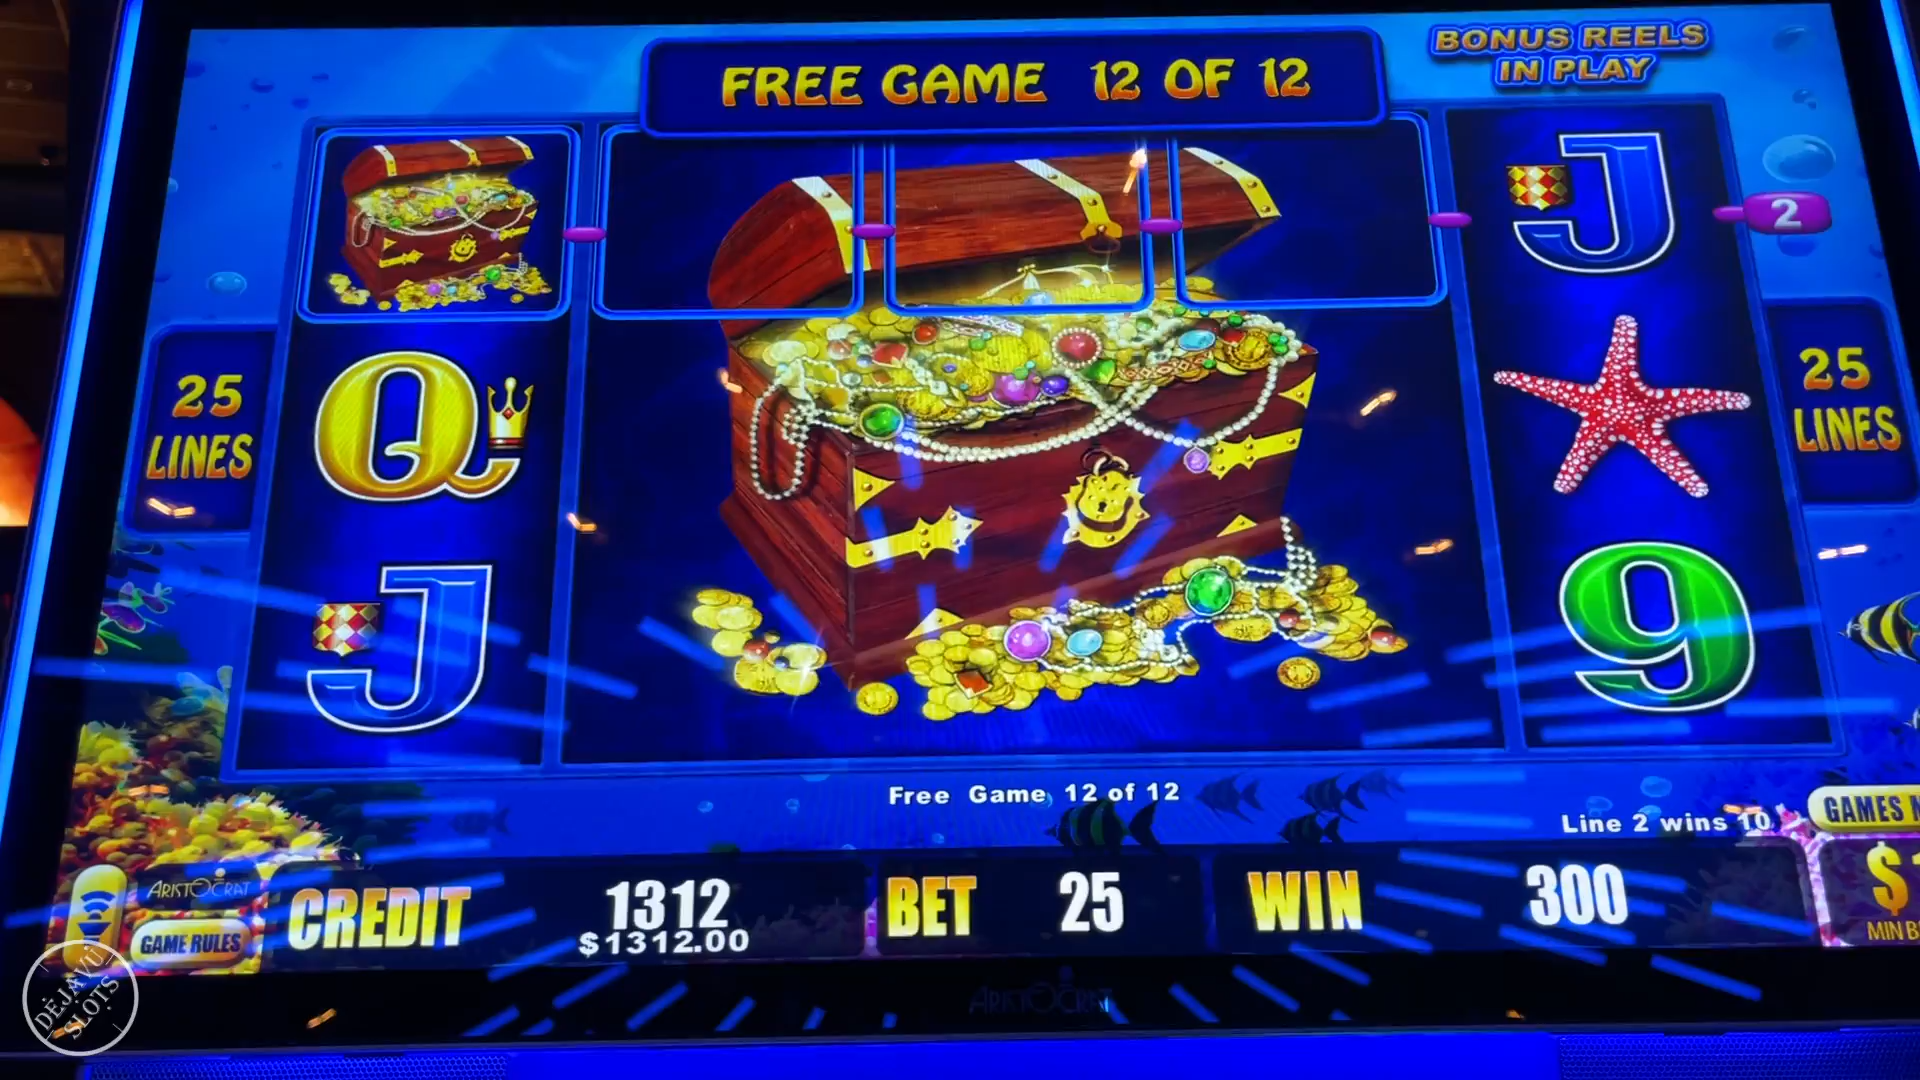 BONUS REELS
IN PLAY
FREE GAME 12 OF 12
J
2
25
LINES
Q
25
LINES
J
9
Free Game 12 of 12
Line 2 wins 10
GAMES
ARISTOCRAT
GAME RULES
CREDIT
1312
$1312.00
BET
25
WIN
300
$
MIN
ARISTOCRAT
DEJAVU
SLOTS